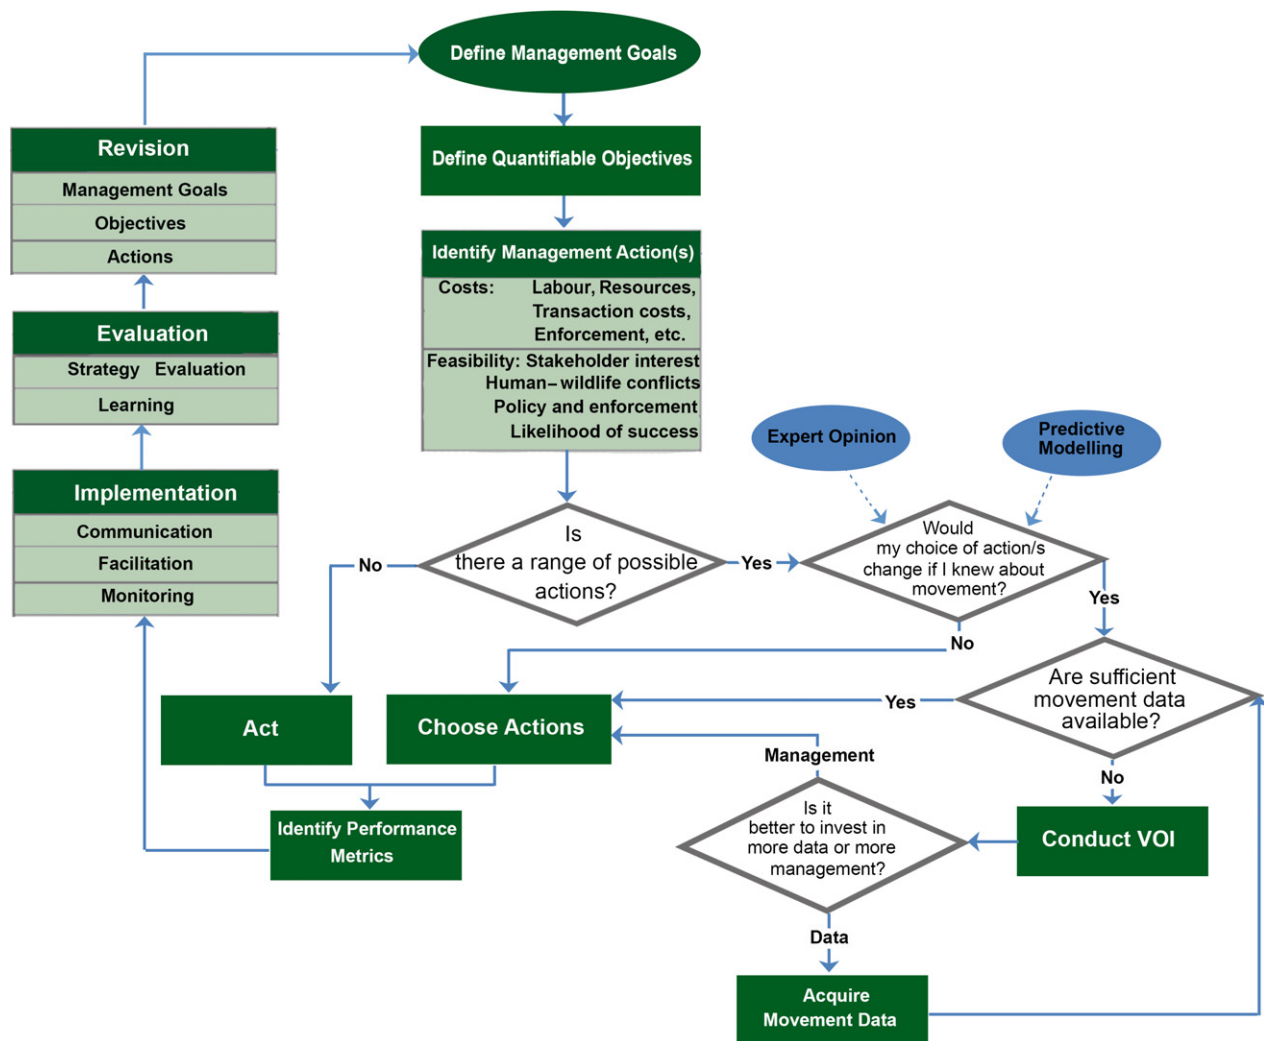 Define Management Goals
Define Quantifiable Objectives
Identify Management Action(s)
Costs: Labour, Resources,
Transaction costs,
Enforcement, etc.
Feasibility: Stakeholder interest
Human–wildlife conflicts
Policy and enforcement
Likelihood of success
Revision
Management Goals
Objectives
Actions
Evaluation
Strategy Evaluation
Learning
Implementation
Communication
Facilitation
Monitoring
Expert Opinion
Predictive
Modelling
Is
there a range of possible
actions?
No
Yes
Would
my choice of action/s
change if I knew about
movement?
Yes
No
Are sufficient
movement data
available?
Yes
No
Act
Choose Actions
Management
Identify Performance
Metrics
Is it
better to invest in
more data or more
management?
Conduct VOI
Data
Acquire
Movement Data